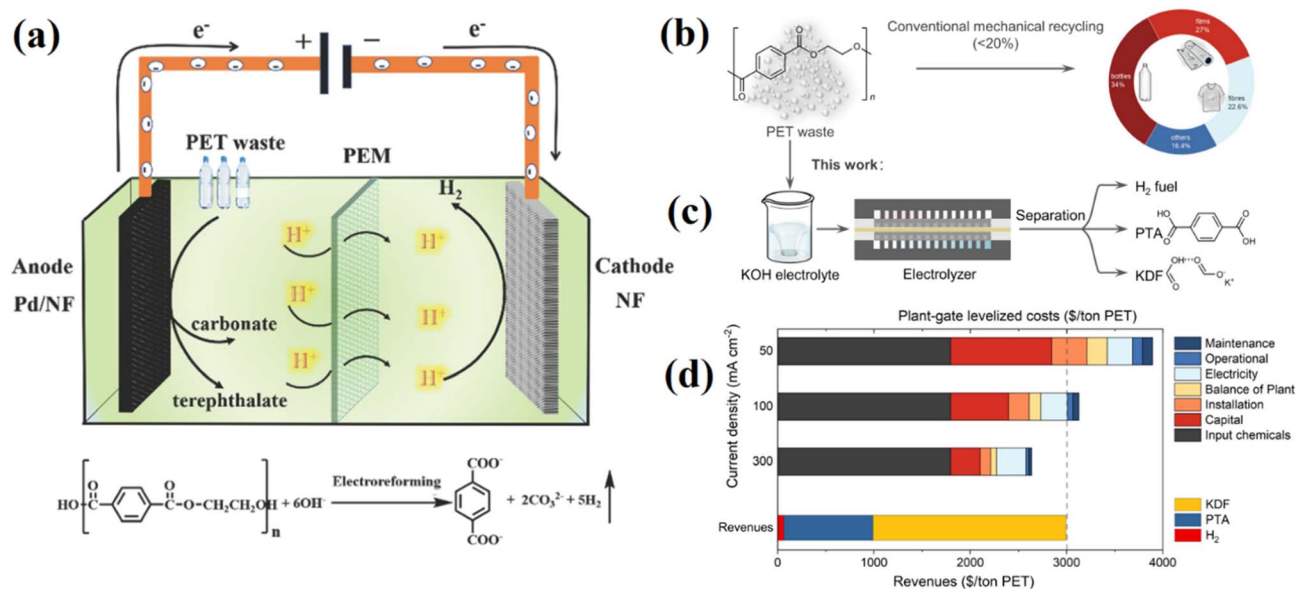 (a)
e⁻
+
−
e⁻
PET waste
PEM
H₂
H⁺
H⁺
H⁺
H⁺
H⁺
H⁺
Anode
Pd/NF
Cathode
NF
carbonate
terephthalate
HO
C
O
C
O
O−CH₂CH₂OH
n
+ 6OH⁻
Electroreforming
COO⁻
COO⁻
+ 2CO₃²⁻ + 5H₂
(b)
O
O
O
O
n
PET waste
Conventional mechanical recycling
(<20%)
films
27%
bottles
34%
fibres
22.6%
others
16.4%
This work:
(c)
KOH electrolyte
Electrolyzer
Separation
H₂ fuel
PTA
HO
O
O
OH
KDF
OH
O
O
O⁻
K⁺
(d)
Plant-gate levelized costs ($/ton PET)
Current density (mA cm⁻²)
50
100
300
Revenues
Maintenance
Operational
Electricity
Balance of Plant
Installation
Capital
Input chemicals
KDF
PTA
H₂
0
1000
2000
3000
4000
Revenues ($/ton PET)